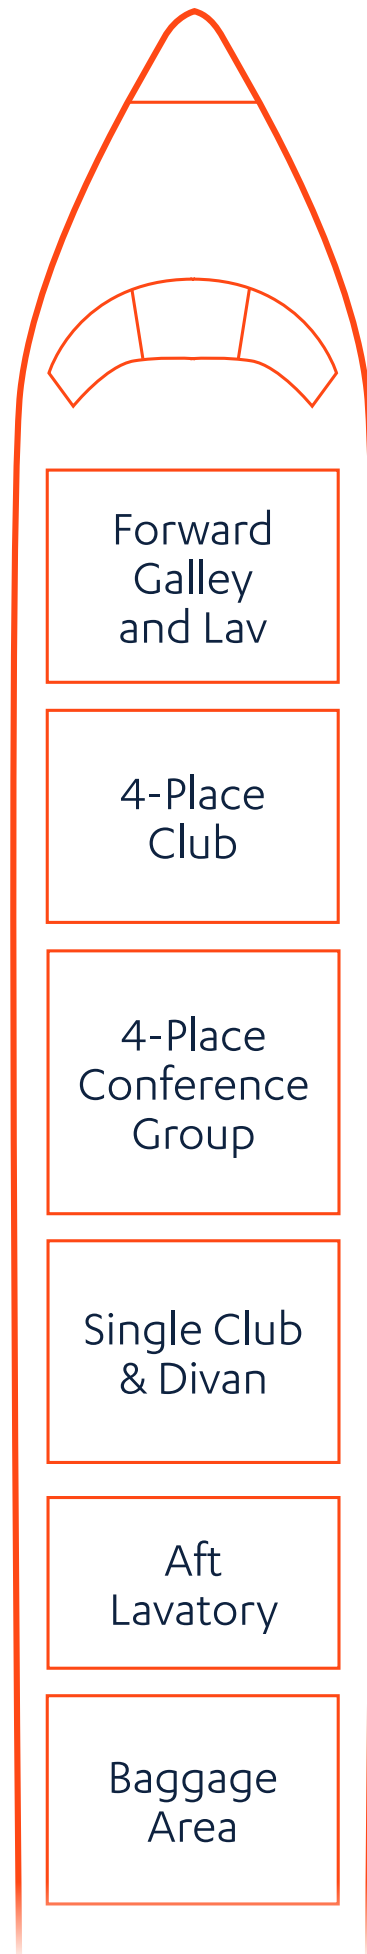 Forward
Galley
and Lav
4-Place
Club
4-Place
Conference
Group
Single Club
& Divan
Aft
Lavatory
Baggage
Area